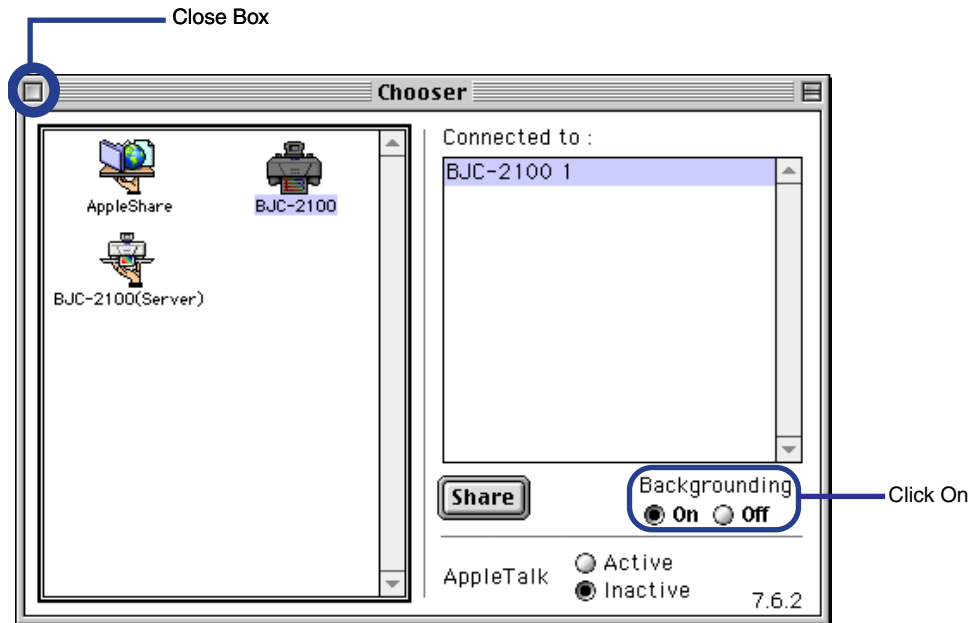 Close Box
Chooser
AppleShare
BJC-2100
BJC-2100(Server)
Connected to :
BJC-2100 1
Share
Backgrounding
On Off
Click On
AppleTalk
Active
Inactive
7.6.2